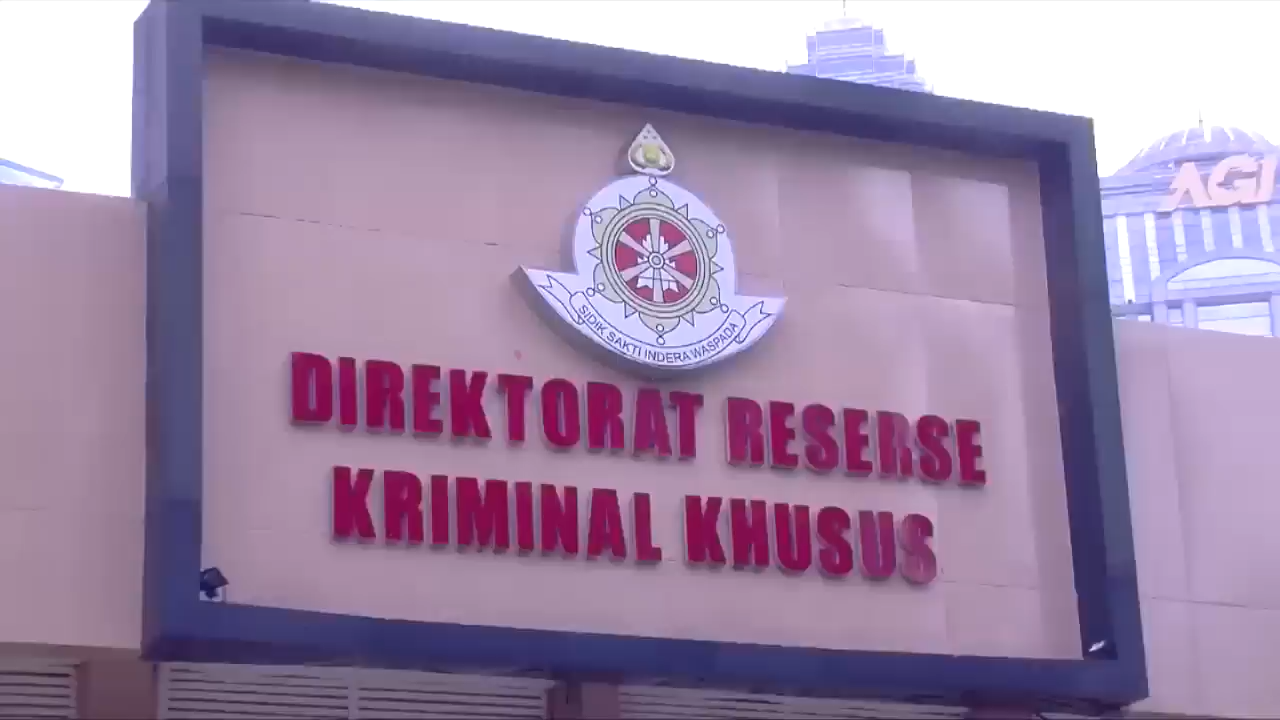 AGI
SIDIK SAKTI INDERA WASPADA
DIREKTORAT RESERSE
KRIMINAL KHUSUS